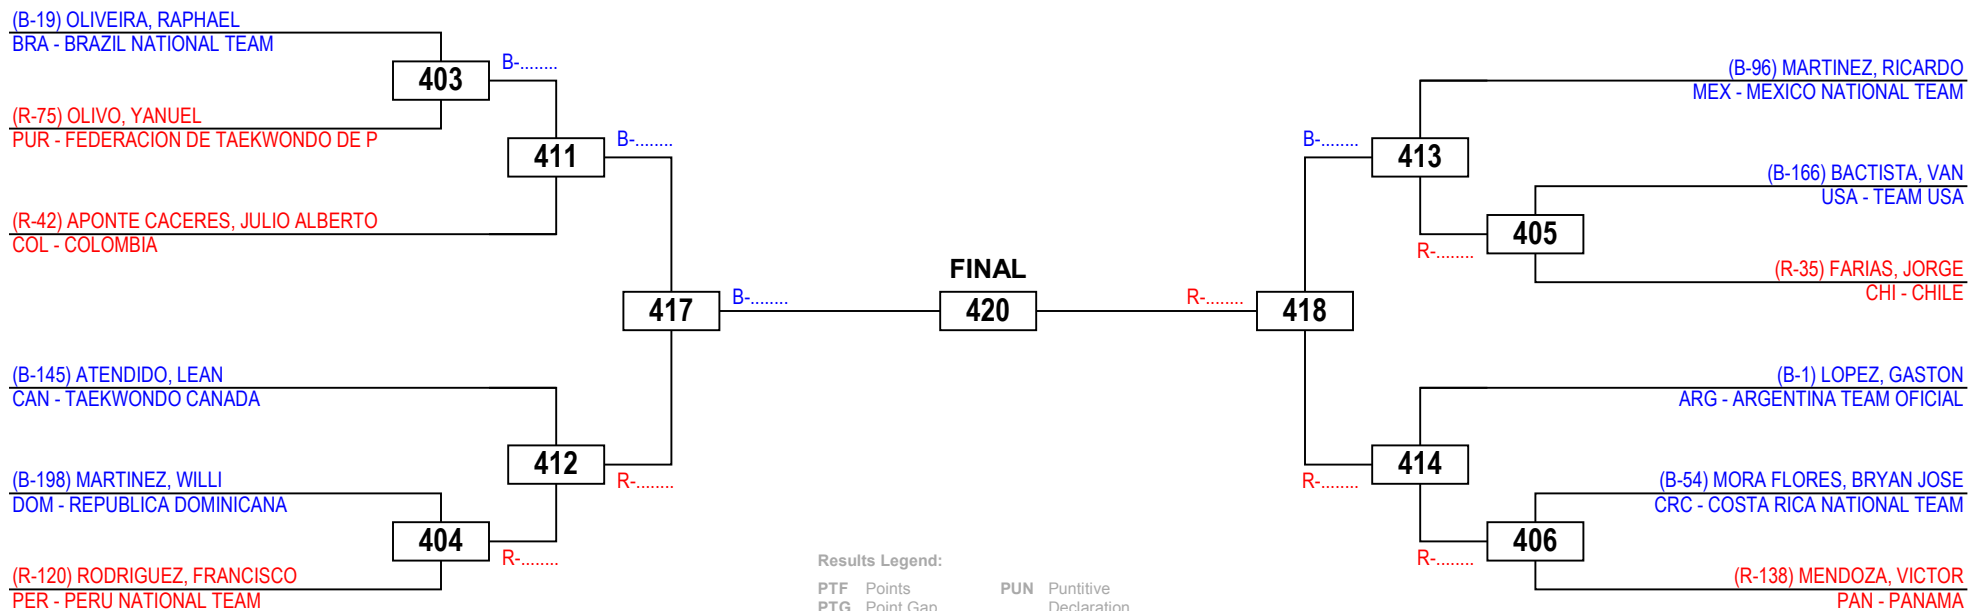 (B-19) OLIVEIRA, RAPHAEL
BRA - BRAZIL NATIONAL TEAM
403
B-........
(R-75) OLIVO, YANUEL
PUR - FEDERACION DE TAEKWONDO DE P
411
B-........
(R-42) APONTE CACERES, JULIO ALBERTO
COL - COLOMBIA
417
B-........
(B-145) ATENDIDO, LEAN
CAN - TAEKWONDO CANADA
412
R-........
(B-198) MARTINEZ, WILLI
DOM - REPUBLICA DOMINICANA
404
R-........
(R-120) RODRIGUEZ, FRANCISCO
PER - PERU NATIONAL TEAM
FINAL
420
(B-96) MARTINEZ, RICARDO
MEX - MEXICO NATIONAL TEAM
B-........
413
(B-166) BACTISTA, VAN
USA - TEAM USA
R-........
405
(R-35) FARIAS, JORGE
CHI - CHILE
R-........
418
(B-1) LOPEZ, GASTON
ARG - ARGENTINA TEAM OFICIAL
R-........
414
(B-54) MORA FLORES, BRYAN JOSE
CRC - COSTA RICA NATIONAL TEAM
R-........
406
(R-138) MENDOZA, VICTOR
PAN - PANAMA
Results Legend:
PTF Points PUN Puntitive
PTG Point Gap Declaration